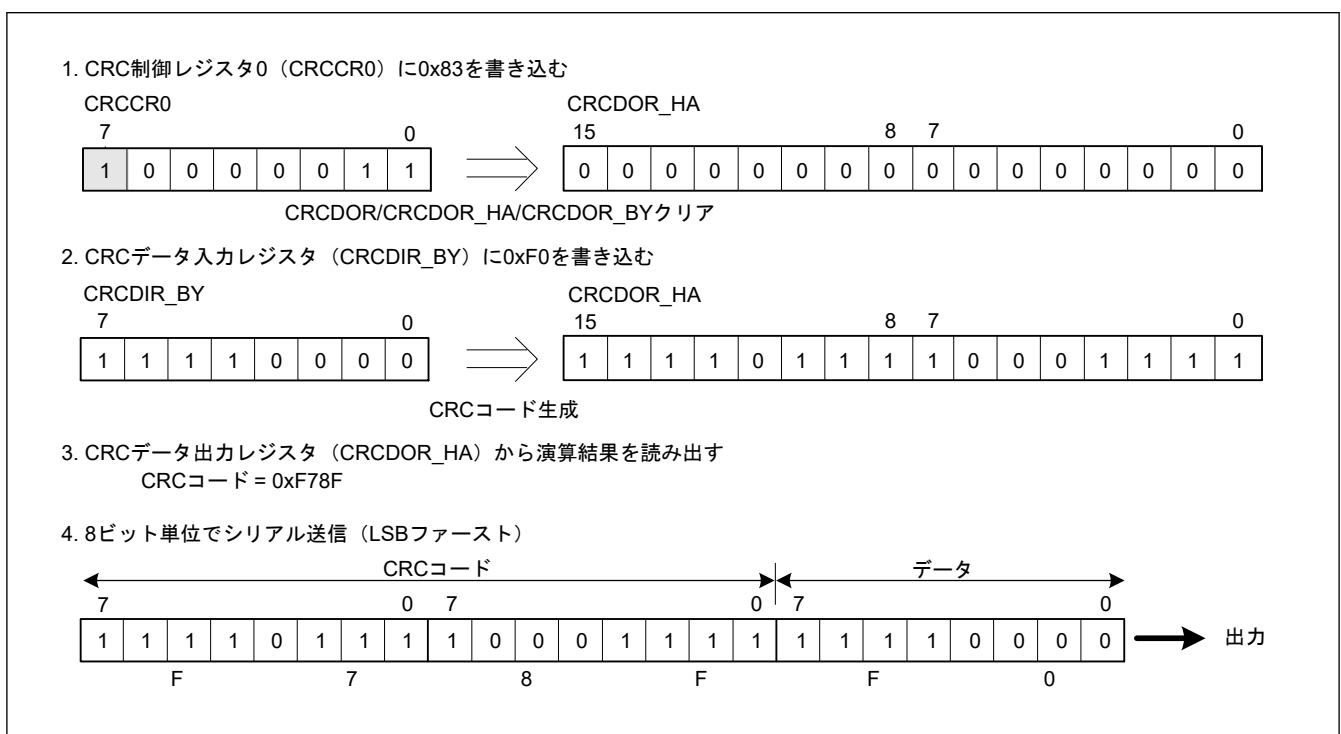 1. CRC制御レジスタ0（CRCCR0）に0x83を書き込む
CRCCR0 CRCDOR_HA
7 0 15 8 7 0
1 0 0 0 0 0 1 1 0 0 0 0 0 0 0 0 0 0 0 0 0 0 0 0
CRCDOR/CRCDOR_HA/CRCDOR_BYクリア
2. CRCデータ入力レジスタ（CRCDIR_BY）に0xF0を書き込む
CRCDIR_BY CRCDOR_HA
7 0 15 8 7 0
1 1 1 1 0 0 0 0 1 1 1 1 0 1 1 1 1 0 0 0 1 1 1 1
CRCコード生成
3. CRCデータ出力レジスタ（CRCDOR_HA）から演算結果を読み出す
CRCコード = 0xF78F
4. 8ビット単位でシリアル送信（LSBファースト）
CRCコード データ
7 0 7 0 7 0
1 1 1 1 0 1 1 1 1 0 0 0 1 1 1 1 1 1 1 1 0 0 0 0 出力
F 7 8 F F 0